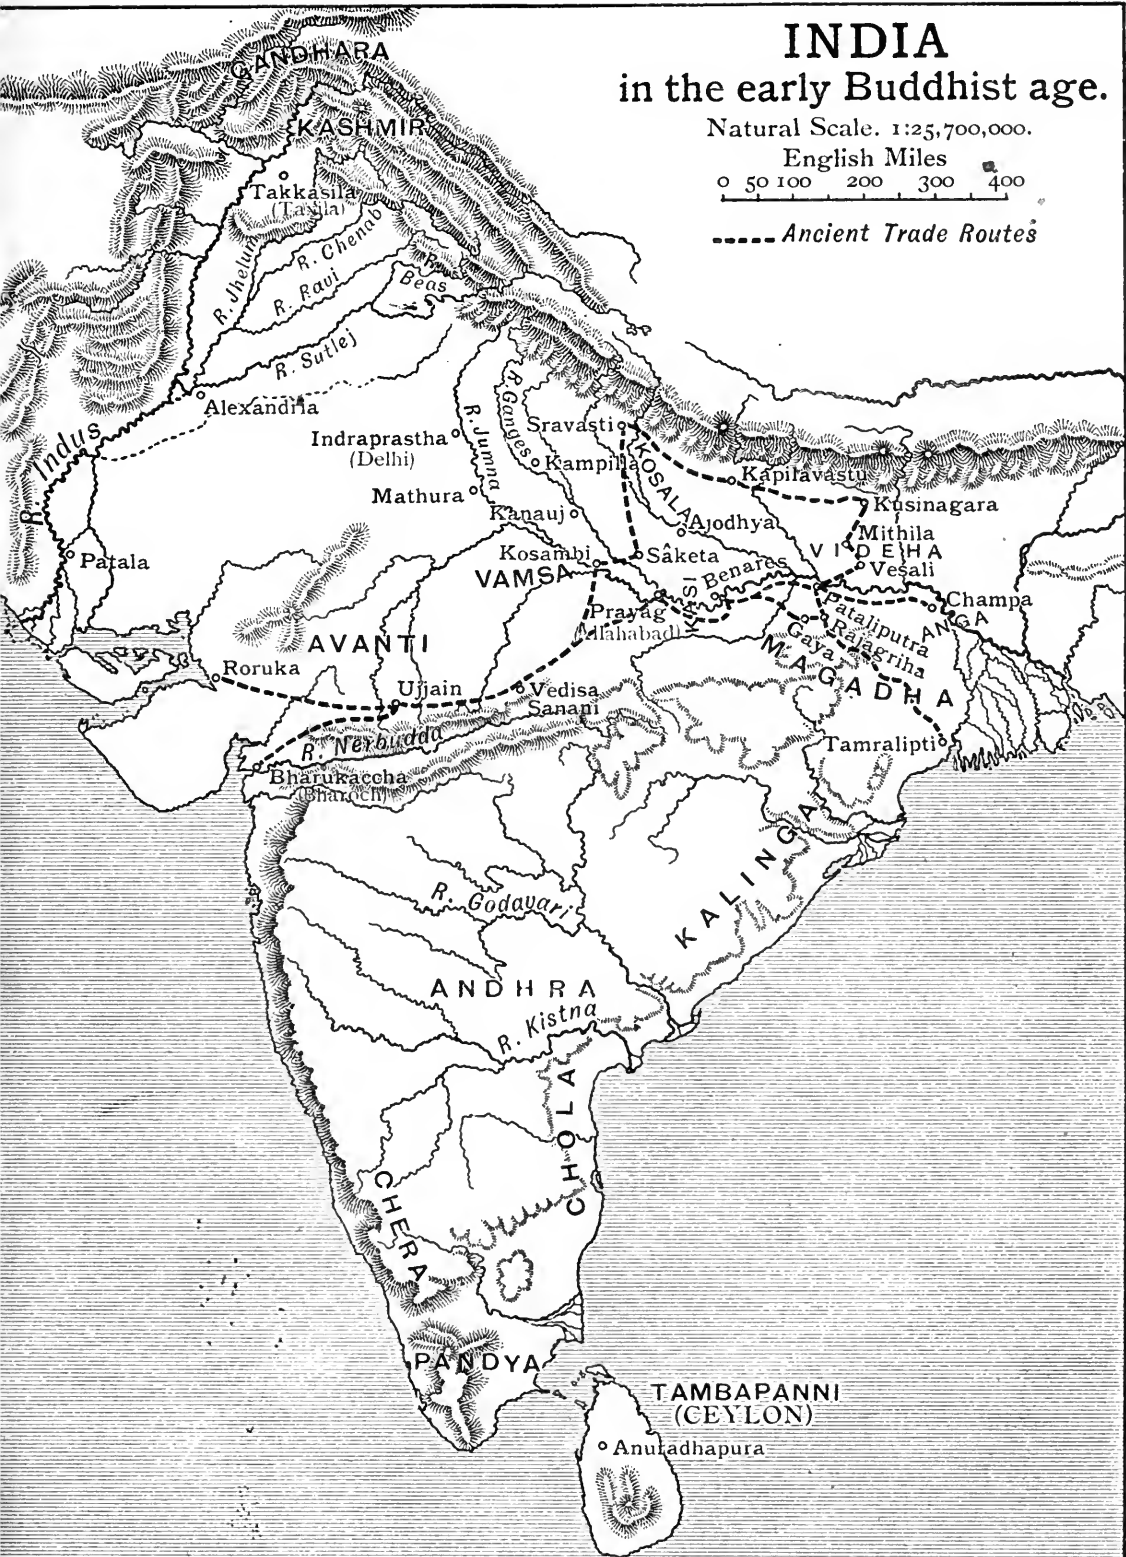 INDIA
in the early Buddhist age.
Natural Scale. 1:25,700,000.
English Miles
0 50 100 200 300 400
Ancient Trade Routes
GANDHARA
KASHMIR
Takkasila
(Taxila)
R. Jhelum
R. Chenab
R. Ravi
R. Beas
R. Sutlej
Alexandria
R. Indus
Patala
Indraprastha
(Delhi)
Mathura
R. Jumna
R. Ganges
Kampilla
Kanauj
Sravasti
KOSALA
Kapilavastu
Kusinagara
Ajodhya
Mithila
VIDEHA
Vesali
Kosambi
Sâketa
VAMSA
KASI
Benares
Prayag
(Allahabad)
Pataliputra
Champa
ANGA
Gaya
Rajagriha
MAGADHA
Tamralipti
AVANTI
Roruka
Ujjain
Vedisa
Sanani
R. Nerbudda
Bharukaccha
(Bharoch)
KALINGA
R. Godavari
ANDHRA
R. Kistna
CHOLA
CHERA
PANDYA
TAMBAPANNI
(CEYLON)
Anuradhapura